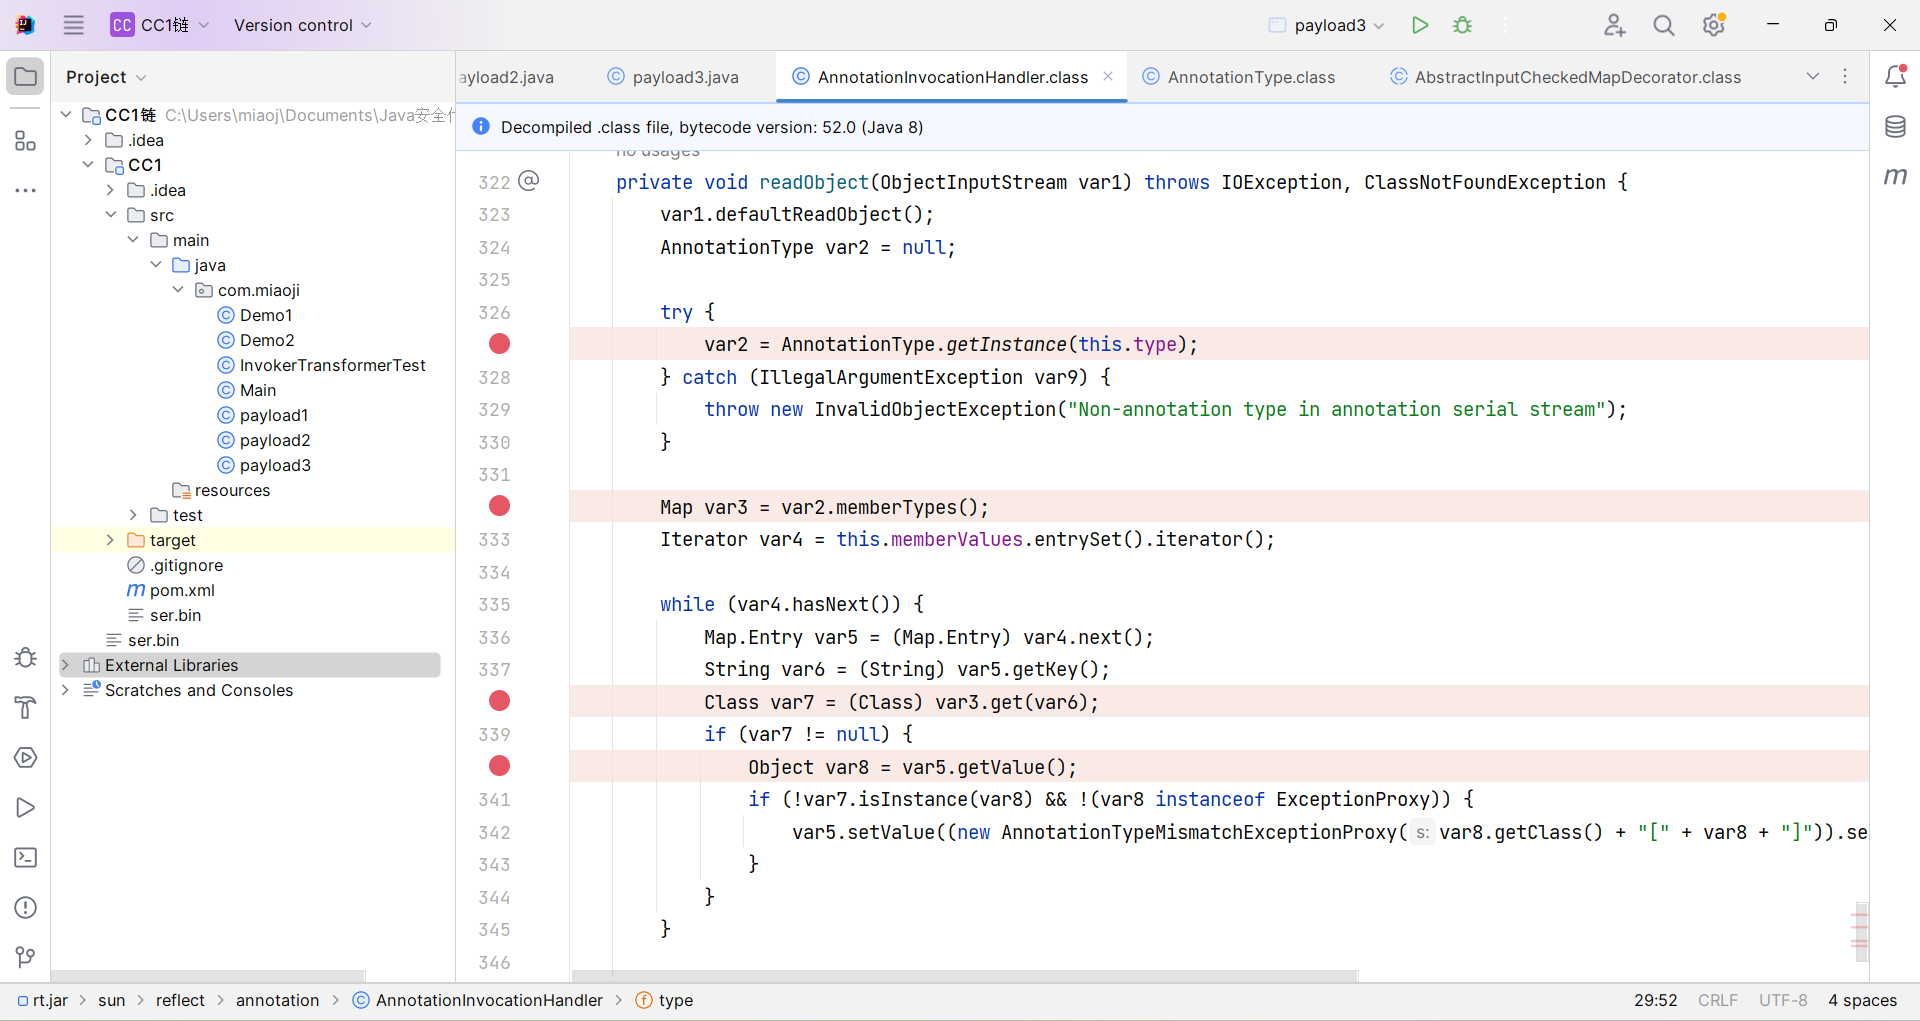 CC CC1链 Version control payload3
Project
ayload2.java payload3.java AnnotationInvocationHandler.class AnnotationType.class AbstractInputCheckedMapDecorator.class
Decompiled .class file, bytecode version: 52.0 (Java 8)
CC1链 C:\Users\miaoj\Documents\Java安全
.idea
CC1
.idea
src
main
java
com.miaoji
Demo1
Demo2
InvokerTransformerTest
Main
payload1
payload2
payload3
resources
test
target
.gitignore
m pom.xml
ser.bin
ser.bin
External Libraries
Scratches and Consoles
no usages
322 @ private void readObject(ObjectInputStream var1) throws IOException, ClassNotFoundException {
323 var1.defaultReadObject();
324 AnnotationType var2 = null;
325
326 try {
var2 = AnnotationType.getInstance(this.type);
328 } catch (IllegalArgumentException var9) {
329 throw new InvalidObjectException("Non-annotation type in annotation serial stream");
330 }
331
Map var3 = var2.memberTypes();
333 Iterator var4 = this.memberValues.entrySet().iterator();
334
335 while (var4.hasNext()) {
336 Map.Entry var5 = (Map.Entry) var4.next();
337 String var6 = (String) var5.getKey();
Class var7 = (Class) var3.get(var6);
339 if (var7 != null) {
Object var8 = var5.getValue();
341 if (!var7.isInstance(var8) && !(var8 instanceof ExceptionProxy)) {
342 var5.setValue((new AnnotationTypeMismatchExceptionProxy( s: var8.getClass() + "[" + var8 + "]")).se
343 }
344 }
345 }
346
m
rt.jar > sun > reflect > annotation > AnnotationInvocationHandler > type 29:52 CRLF UTF-8 4 spaces